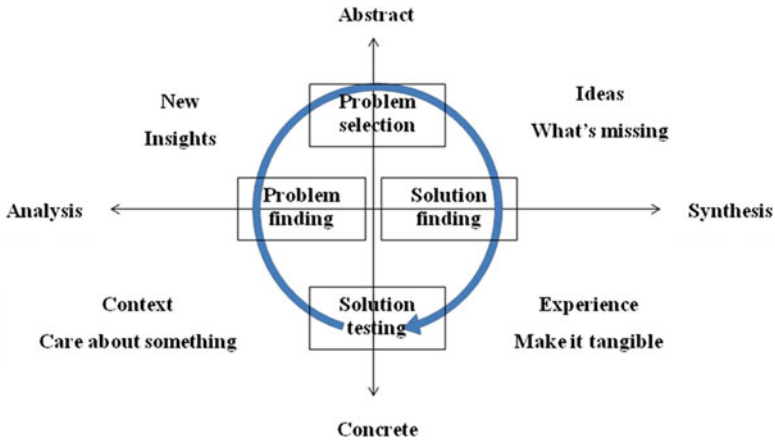 Abstract
New
Insights
Problem
selection
Ideas
What's missing
Analysis
Problem
finding
Solution
finding
Synthesis
Context
Care about something
Solution
testing
Experience
Make it tangible
Concrete